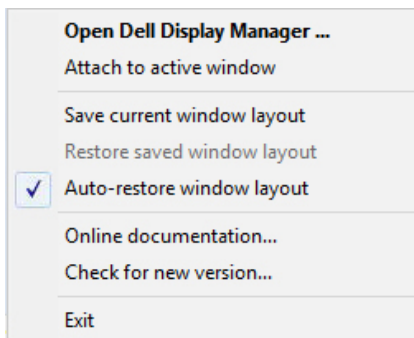 Open Dell Display Manager ...
Attach to active window
Save current window layout
Restore saved window layout
Auto-restore window layout
Online documentation...
Check for new version...
Exit